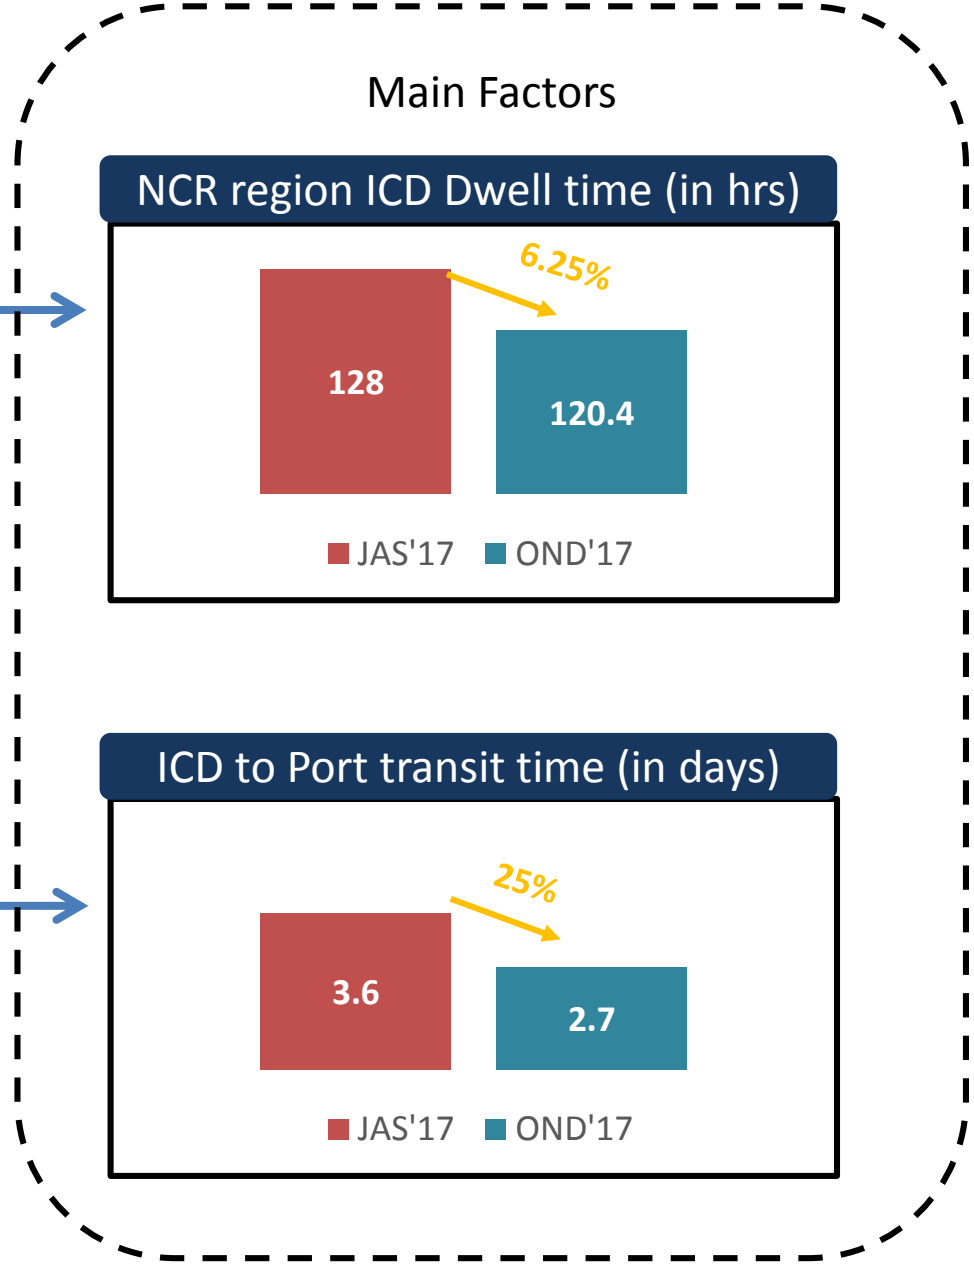 Main Factors
NCR region ICD Dwell time (in hrs)
6.25%
128
120.4
JAS'17 OND'17
ICD to Port transit time (in days)
25%
3.6
2.7
JAS'17 OND'17